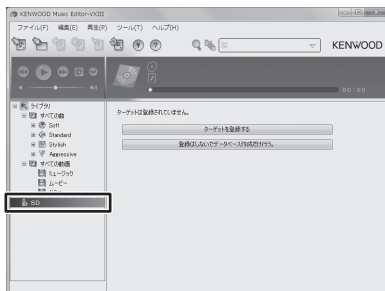 KENWOOD Music Editor-VXIII
ファイル(F) 編集(E) 再生(P) ツール(T) ヘルプ(H)
KENWOOD
00:00
ライブラリ
すべての曲
Soft
Standard
Stylish
Aggressive
すべての動画
ミュージック
ムービー
SD
ターゲットは登録されていません。
ターゲットを登録する
登録はしないでデータベース作成だけ行う。